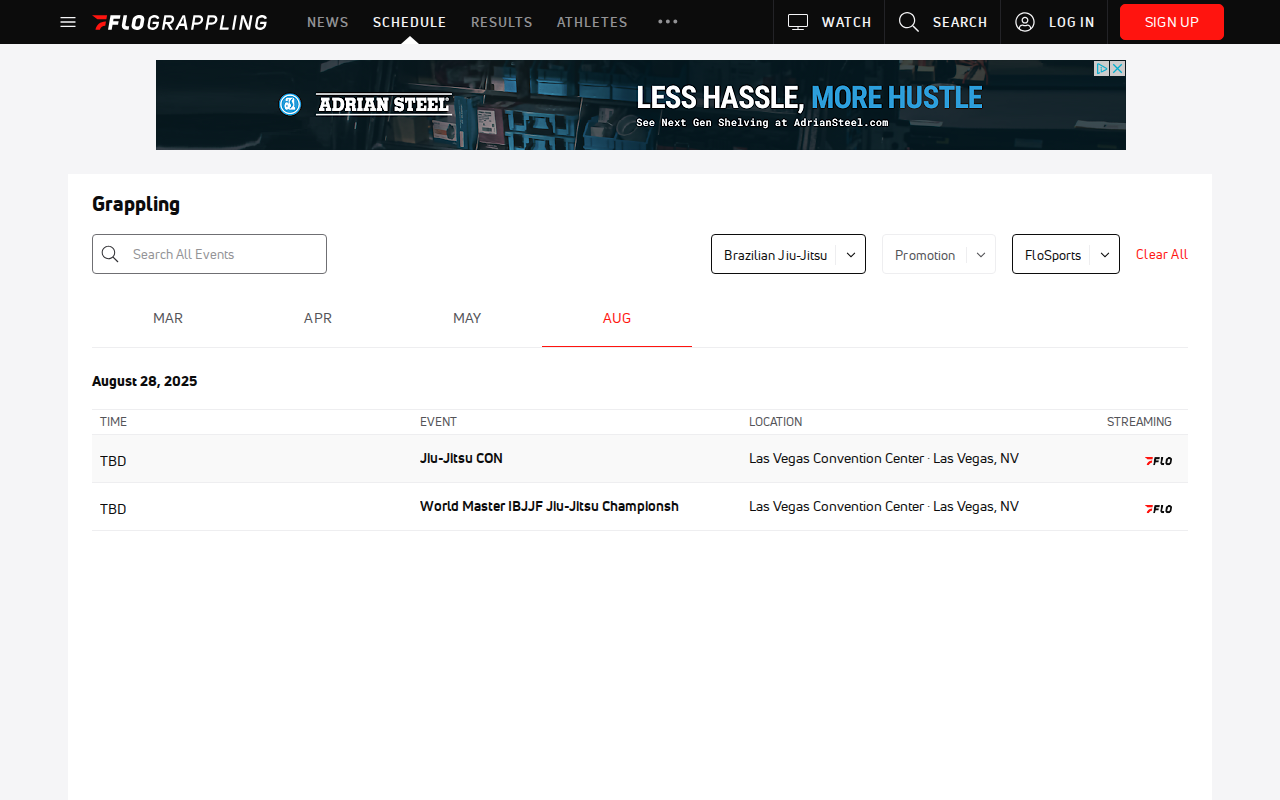 FLOGRAPPLING NEWS SCHEDULE RESULTS ATHLETES ••• WATCH SEARCH LOG IN SIGN UP
ADRIAN STEEL
LESS HASSLE, MORE HUSTLE
See Next Gen Shelving at AdrianSteel.com
Grappling
Search All Events Brazilian Jiu-Jitsu Promotion FloSports Clear All
MAR APR MAY AUG
August 28, 2025
TIME EVENT LOCATION STREAMING
TBD Jiu-Jitsu CON Las Vegas Convention Center · Las Vegas, NV FLO
TBD World Master IBJJF Jiu-Jitsu Championsh Las Vegas Convention Center · Las Vegas, NV FLO